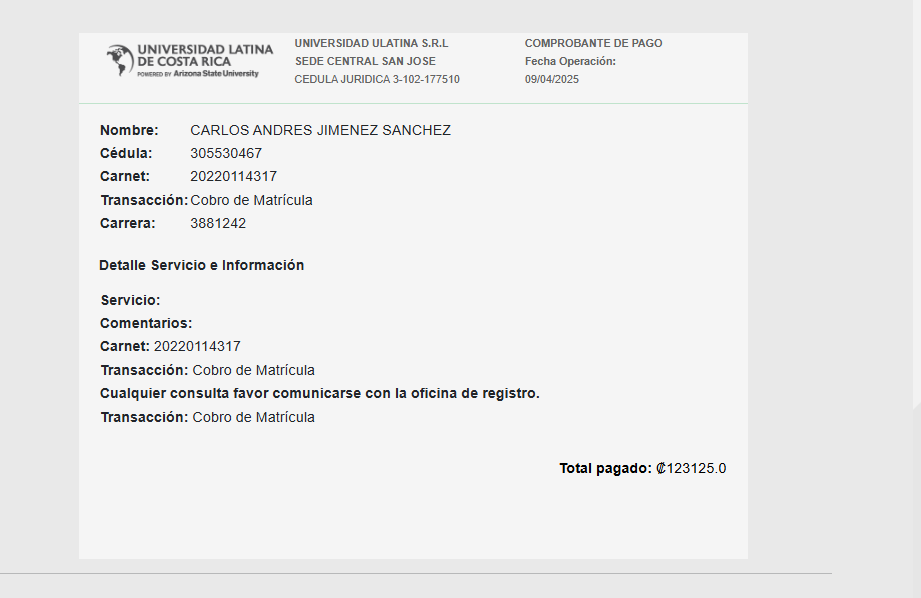 UNIVERSIDAD LATINA
DE COSTA RICA
POWERED BY Arizona State University
UNIVERSIDAD ULATINA S.R.L
SEDE CENTRAL SAN JOSE
CEDULA JURIDICA 3-102-177510
COMPROBANTE DE PAGO
Fecha Operación:
09/04/2025
Nombre: CARLOS ANDRES JIMENEZ SANCHEZ
Cédula: 305530467
Carnet: 20220114317
Transacción: Cobro de Matrícula
Carrera: 3881242
Detalle Servicio e Información
Servicio:
Comentarios:
Carnet: 20220114317
Transacción: Cobro de Matrícula
Cualquier consulta favor comunicarse con la oficina de registro.
Transacción: Cobro de Matrícula
Total pagado: ₡123125.0